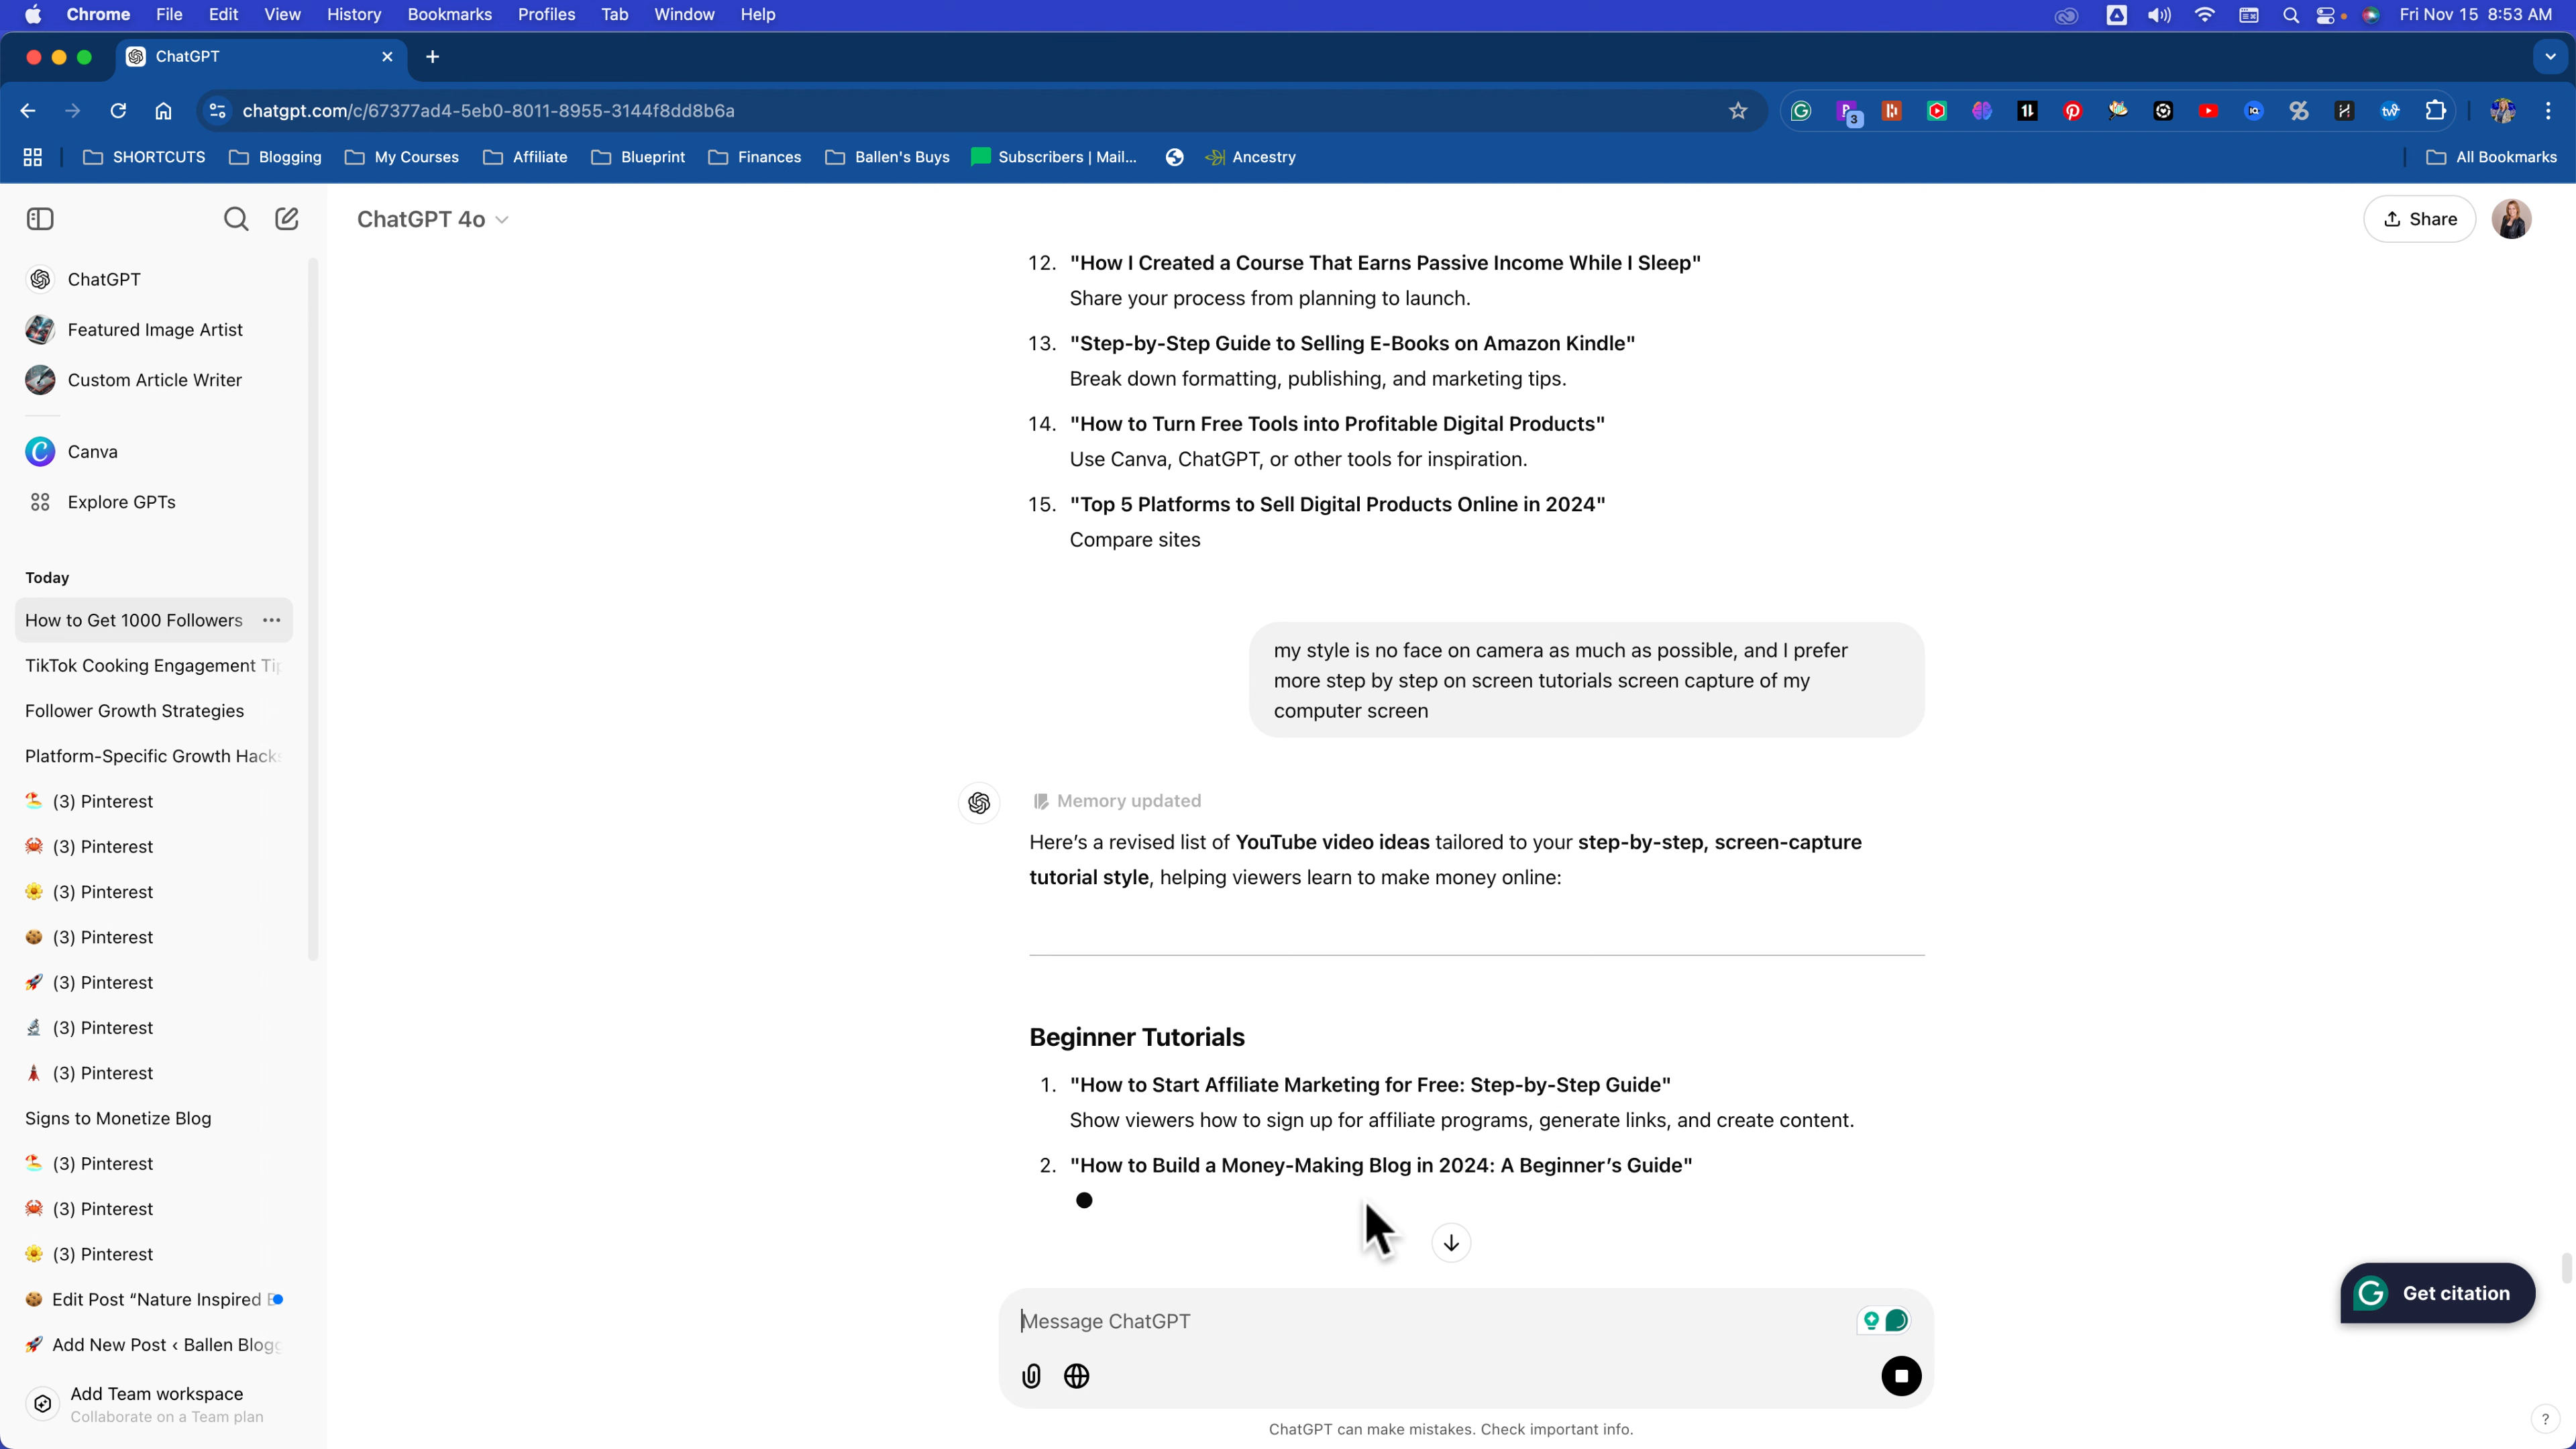 Chrome File Edit View History Bookmarks Profiles Tab Window Help Fri Nov 15 8:53 AM
ChatGPT
chatgpt.com/c/67377ad4-5eb0-8011-8955-3144f8dd8b6a
3
SHORTCUTS Blogging My Courses Affiliate Blueprint Finances Ballen's Buys Subscribers | Mail... Ancestry All Bookmarks
ChatGPT 4o
Share
ChatGPT
Featured Image Artist
Custom Article Writer
Canva
Explore GPTs
Today
How to Get 1000 Followers
TikTok Cooking Engagement
Follower Growth Strategies
Platform-Specific Growth Hacks
(3) Pinterest
(3) Pinterest
(3) Pinterest
(3) Pinterest
(3) Pinterest
(3) Pinterest
(3) Pinterest
Signs to Monetize Blog
(3) Pinterest
(3) Pinterest
(3) Pinterest
Edit Post “Nature Inspired
Add New Post ‹ Ballen Blogg
Add Team workspace
Collaborate on a Team plan
12. "How I Created a Course That Earns Passive Income While I Sleep"
Share your process from planning to launch.
13. "Step-by-Step Guide to Selling E-Books on Amazon Kindle"
Break down formatting, publishing, and marketing tips.
14. "How to Turn Free Tools into Profitable Digital Products"
Use Canva, ChatGPT, or other tools for inspiration.
15. "Top 5 Platforms to Sell Digital Products Online in 2024"
Compare sites
my style is no face on camera as much as possible, and I prefer
more step by step on screen tutorials screen capture of my
computer screen
Memory updated
Here’s a revised list of YouTube video ideas tailored to your step-by-step, screen-capture
tutorial style, helping viewers learn to make money online:
Beginner Tutorials
1. "How to Start Affiliate Marketing for Free: Step-by-Step Guide"
Show viewers how to sign up for affiliate programs, generate links, and create content.
2. "How to Build a Money-Making Blog in 2024: A Beginner’s Guide"
Message ChatGPT
Get citation
ChatGPT can make mistakes. Check important info.
?